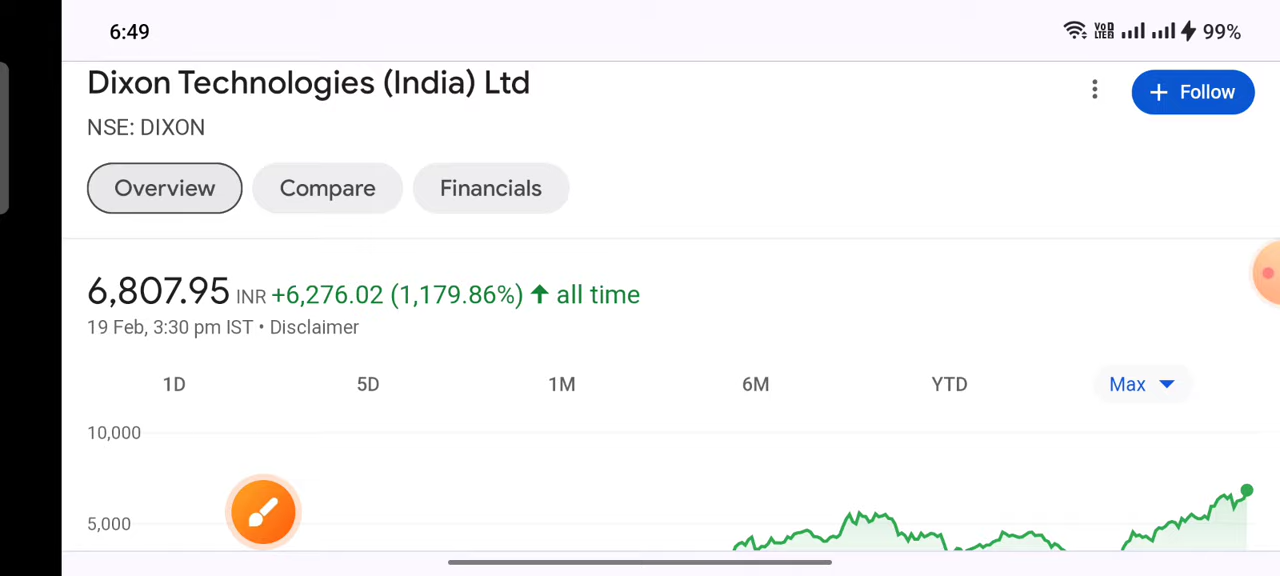 6:49 VoD LTEB 99%
Dixon Technologies (India) Ltd
+ Follow
NSE: DIXON
Overview Compare Financials
6,807.95 INR +6,276.02 (1,179.86%) ↑ all time
19 Feb, 3:30 pm IST • Disclaimer
1D 5D 1M 6M YTD Max
10,000
5,000